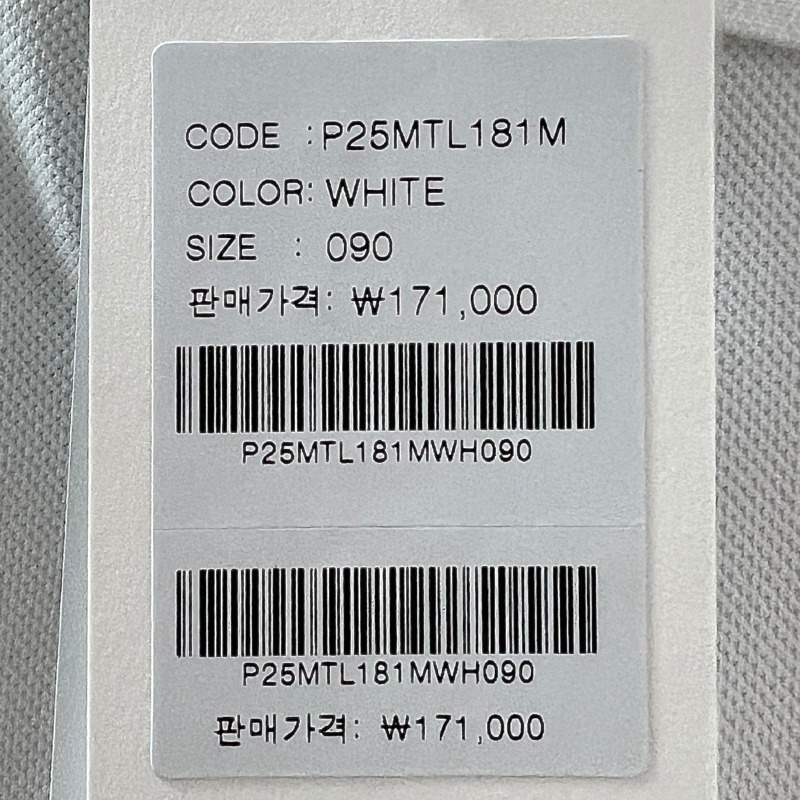 CODE : P25MTL181M
COLOR: WHITE
SIZE : 090
판매가격: ₩171,000
P25MTL181MWH090
P25MTL181MWH090
판매가격: ₩171,000